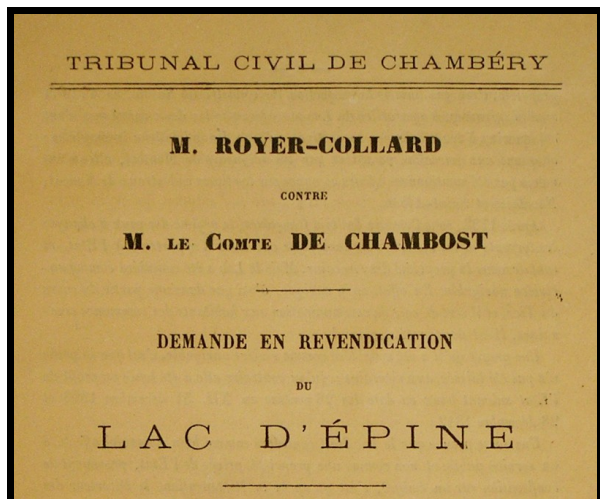 TRIBUNAL CIVIL DE CHAMBÉRY
M. ROYER-COLLARD
CONTRE
M. LE COMTE DE CHAMBOST
DEMANDE EN REVENDICATION
DU
LAC D'ÉPINE